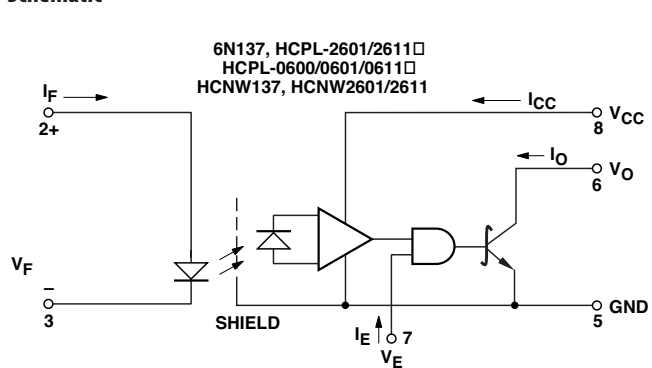 Schematic
6N137, HCPL-2601/2611□
HCPL-0600/0601/0611□
HCNW137, HCNW2601/2611
IF
2+
ICC
8 VCC
IO
6 VO
VF
–
3
SHIELD
IE
7
VE
5 GND